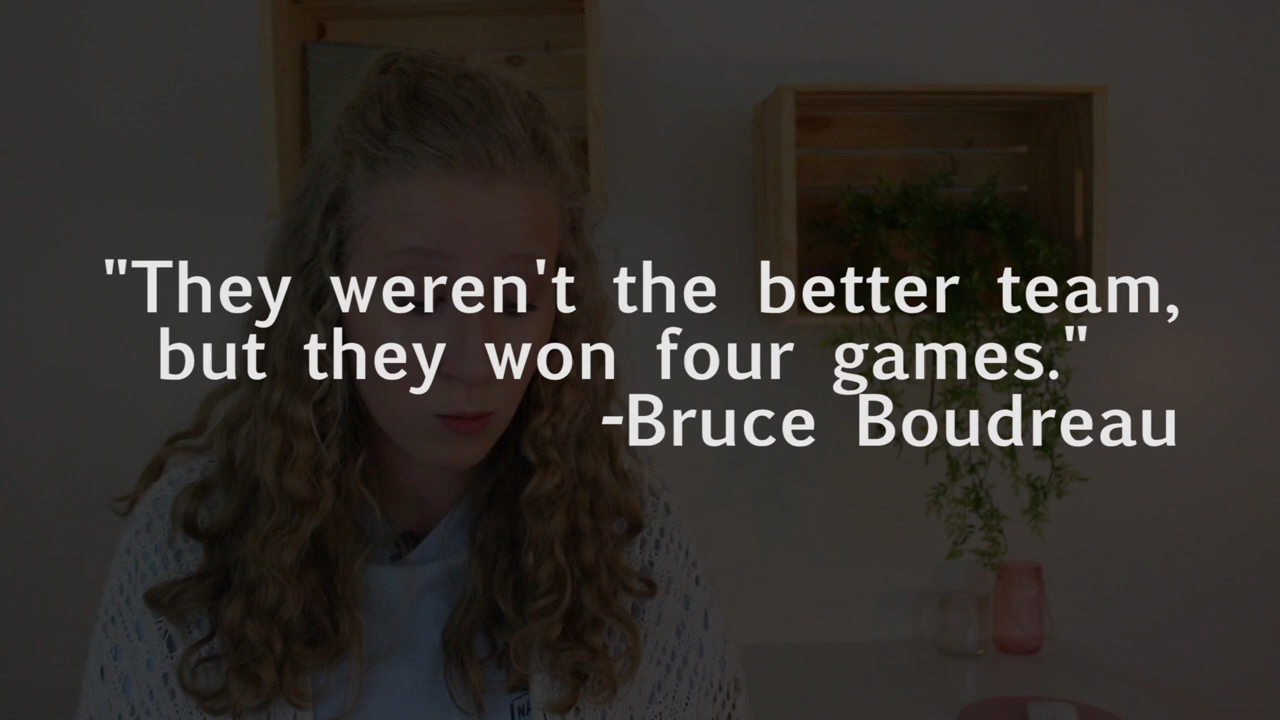 "They weren't the better team,
but they won four games."
-Bruce Boudreau